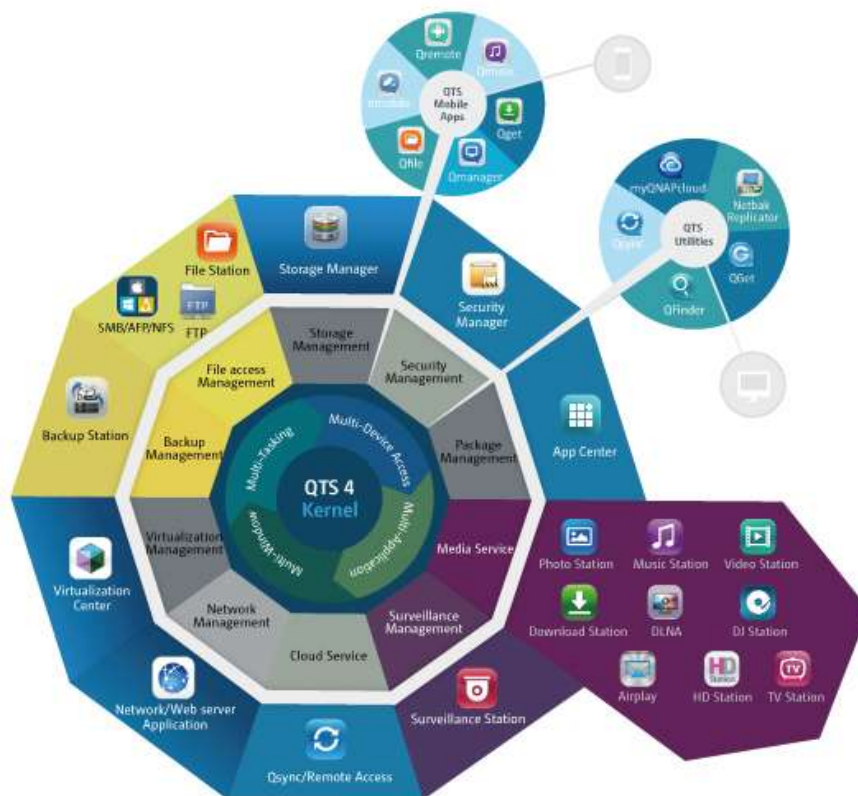 Qremote
Qmusic
QTS
Mobile
Apps
Qget
Qfile
Qmanager
myQNAPcloud
Netbak
Replicator
Qsync
QTS
Utilities
QGet
QFinder
File Station
Storage Manager
Security
Manager
SMB/AFP/NFS
FTP
FTP
Storage
Management
Security
Management
File access
Management
Backup Station
Backup
Management
Package
Management
App Center
Multi-Tasking
Multi-Device Access
QTS 4
Kernel
Multi-Window
Multi-Application
Virtualization
Management
Media Service
Photo Station
Music Station
Video Station
Virtualization
Center
Network
Management
Surveillance
Management
Cloud Service
Download Station
DLNA
DJ Station
Airplay
HD
Station
HD Station
TV
TV Station
Network/Web server
Application
Surveillance Station
Qsync/Remote Access